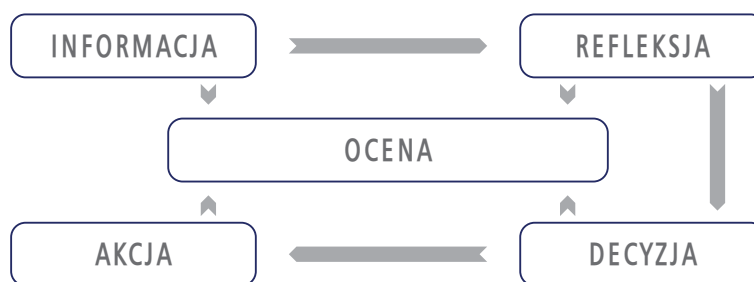 INFORMACJA
REFLEKSJA
OCENA
AKCJA
DECYZJA